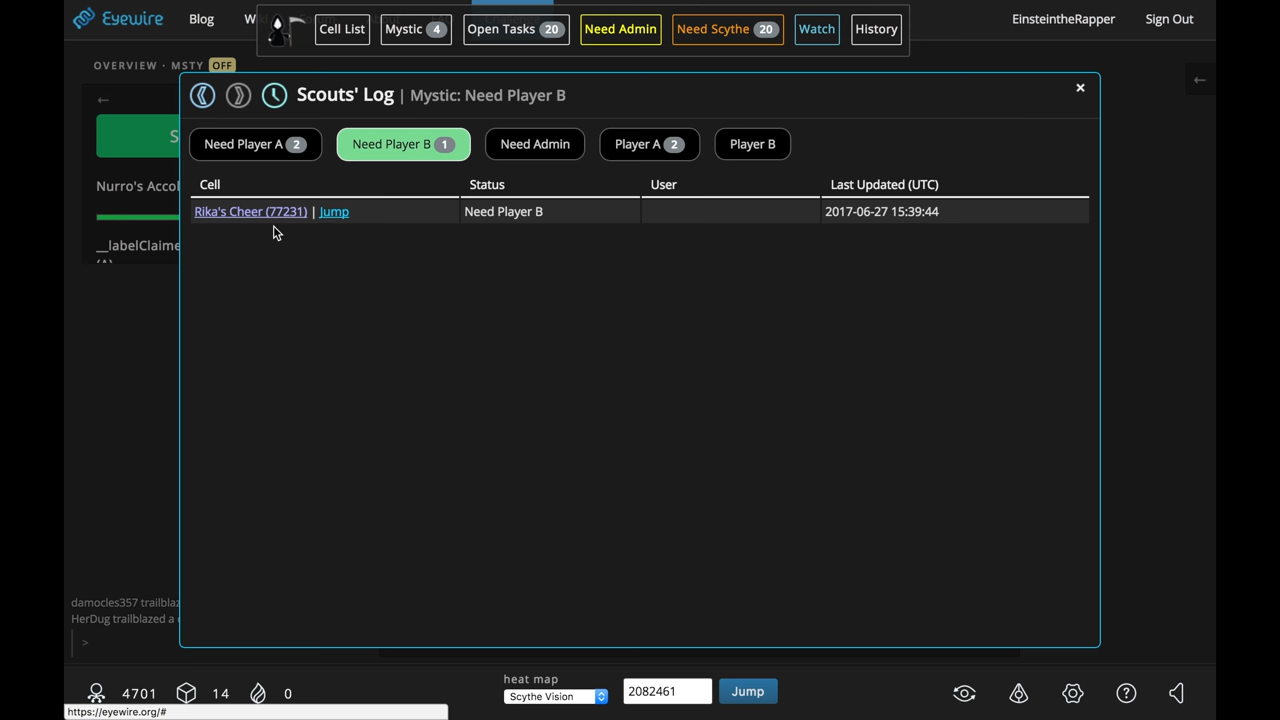 Eyewire Blog W Cell List Mystic 4 Open Tasks 20 Need Admin Need Scythe 20 Watch History EinsteintheRapper Sign Out
OVERVIEW · MSTY OFF
Scouts' Log | Mystic: Need Player B
S Need Player A 2 Need Player B 1 Need Admin Player A 2 Player B
Cell Status User Last Updated (UTC)
Nurro's Accol
Rika's Cheer (77231) | Jump Need Player B 2017-06-27 15:39:44
__labelClaime
(A)
damocles357 trailblaz
HerDug trailblazed a
>
heat map
4701 14 0 Scythe Vision 2082461 Jump
https://eyewire.org/#